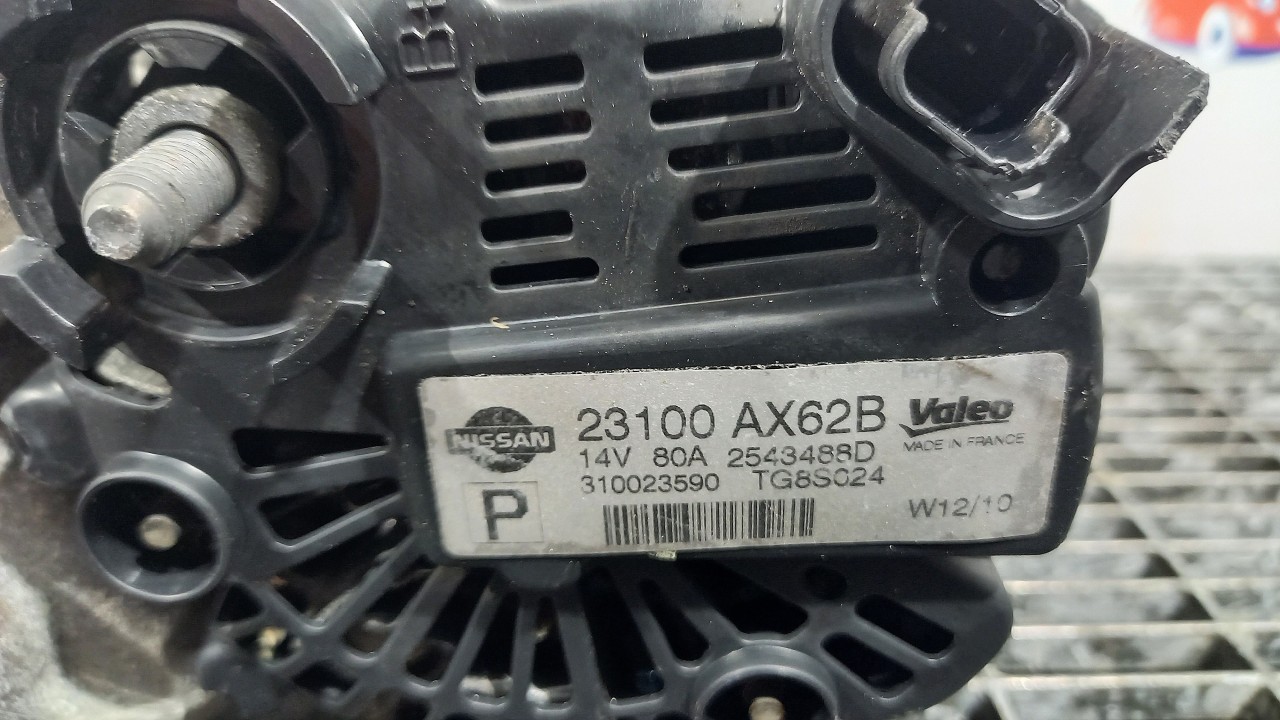 B+
NISSAN
23100 AX62B
Valeo
14V 80A 2543488D
MADE IN FRANCE
310023590 TG8S024
P
W12/10